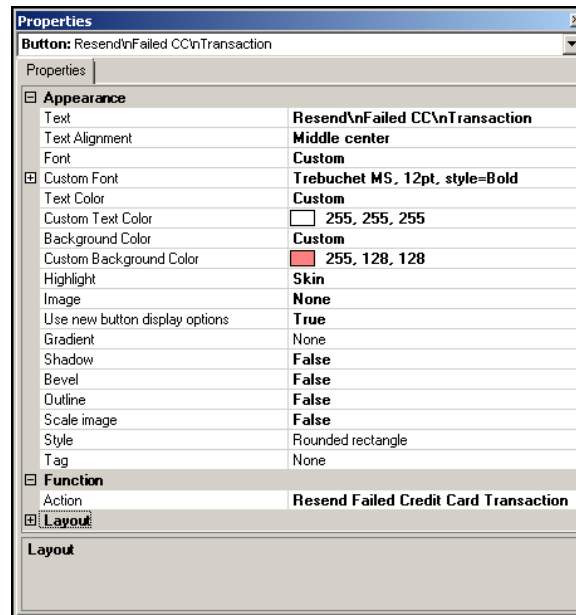 Properties
Button: Resend\nFailed CC\nTransaction
Properties
Appearance
Text Resend\nFailed CC\nTransaction
Text Alignment Middle center
Font Custom
Custom Font Trebuchet MS, 12pt, style=Bold
Text Color Custom
Custom Text Color 255, 255, 255
Background Color Custom
Custom Background Color 255, 128, 128
Highlight Skin
Image None
Use new button display options True
Gradient None
Shadow False
Bevel False
Outline False
Scale image False
Style Rounded rectangle
Tag None
Function
Action Resend Failed Credit Card Transaction
Layout
Layout